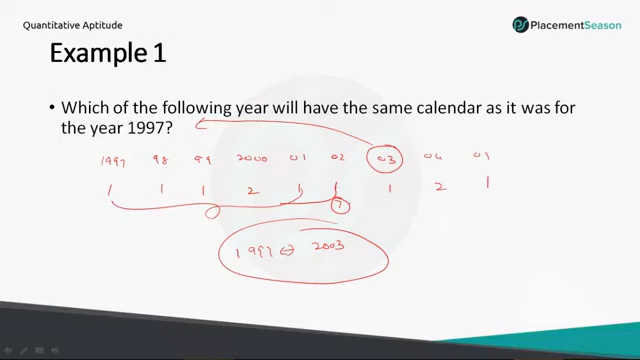 Quantitative Aptitude
PlacementSeason
Example 1
• Which of the following year will have the same calendar as it was for
the year 1997?
1997 98 99 2000 01 02 03 04 05
1 1 1 2 1 1 1 2 1
0 7
1997 ↔ 2003